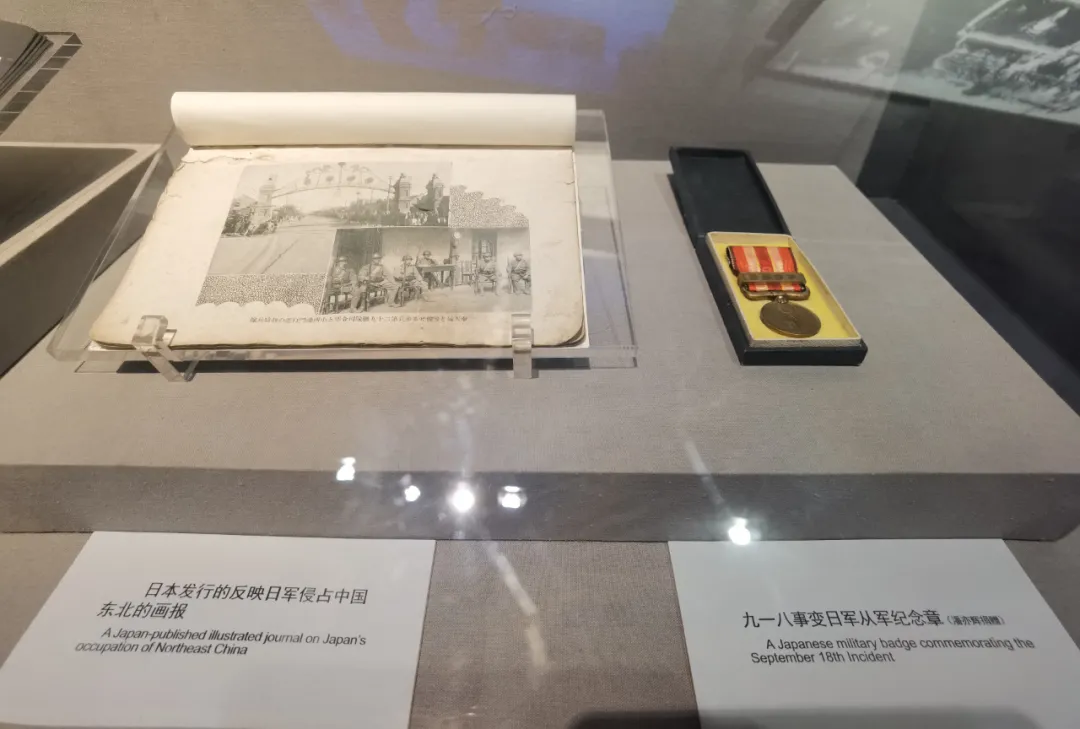 日本发行的反映日军侵占中国
东北的画报
A Japan-published illustrated journal on Japan's
occupation of Northeast China
九一八事变日军从军纪念章
A Japanese military badge commemorating the
September 18th Incident